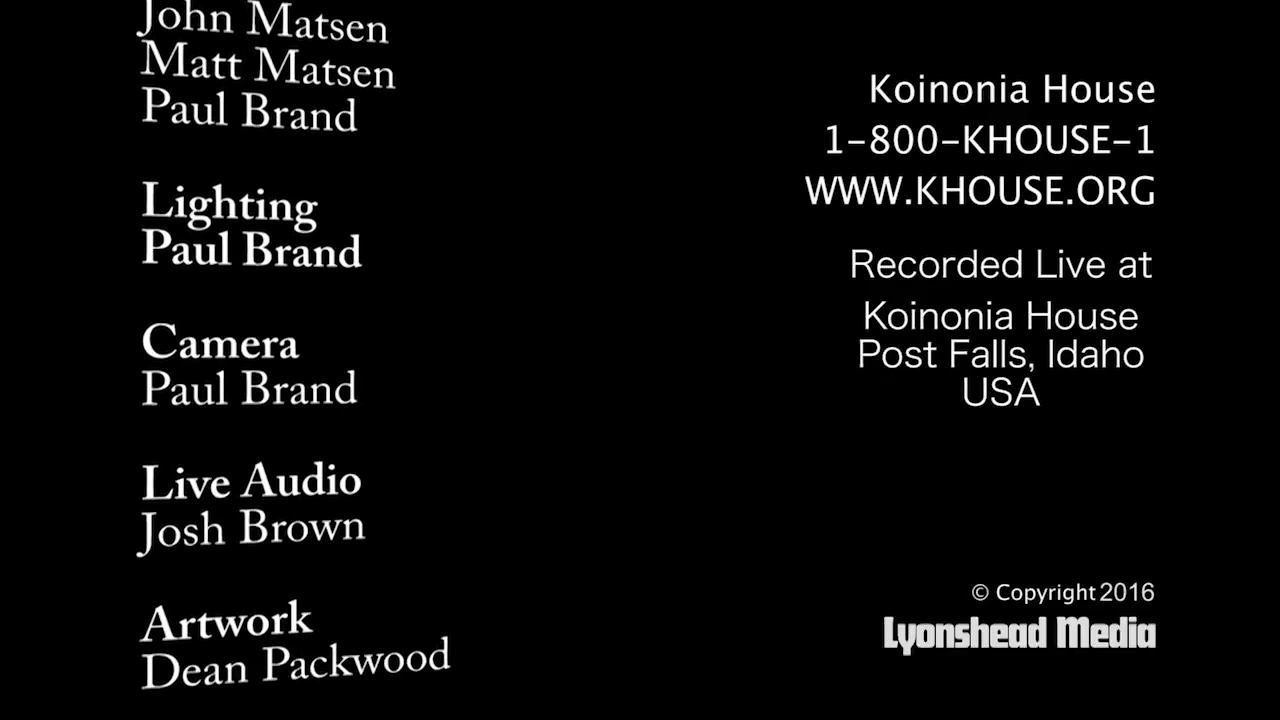 John Matsen
Matt Matsen
Paul Brand
Lighting
Paul Brand
Camera
Paul Brand
Live Audio
Josh Brown
Artwork
Dean Packwood
Koinonia House
1-800-KHOUSE-1
WWW.KHOUSE.ORG
Recorded Live at
Koinonia House
Post Falls, Idaho
USA
© Copyright 2016
Lyonshead Media